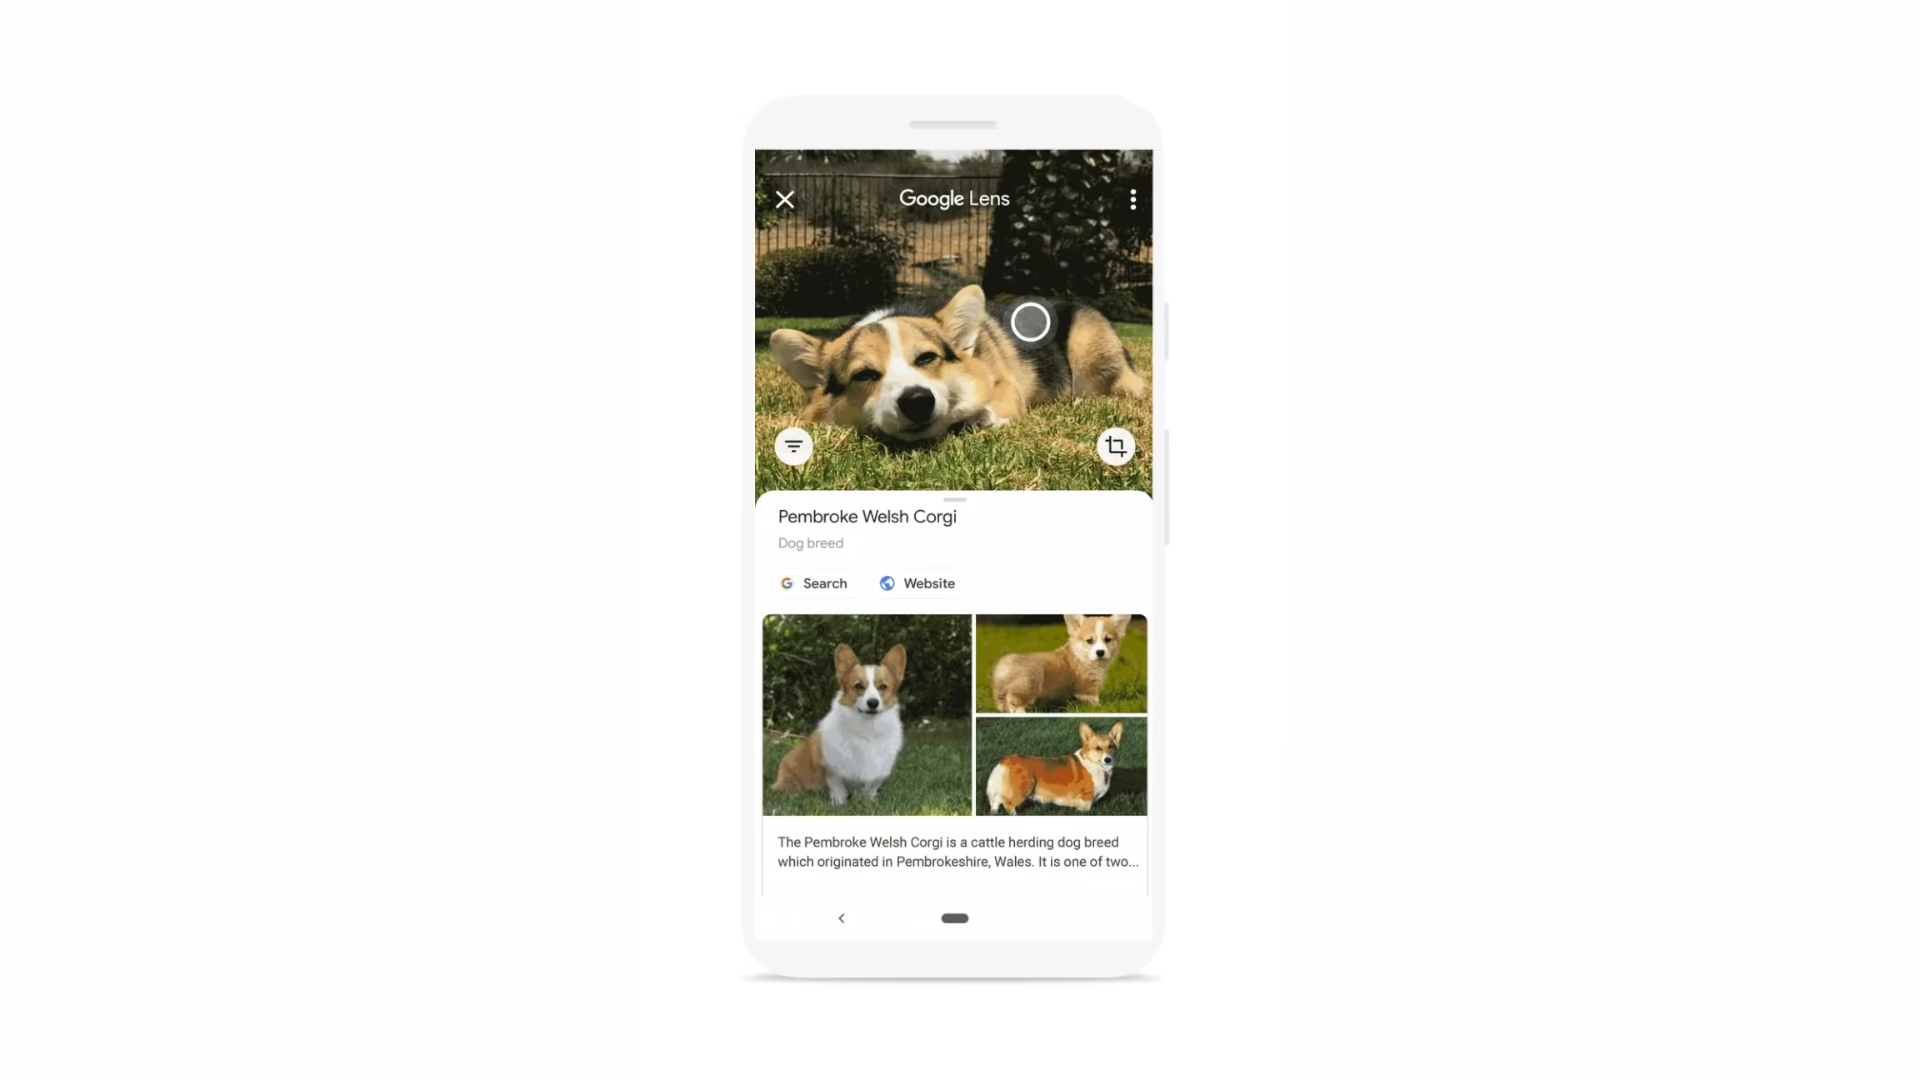 Google Lens
Pembroke Welsh Corgi
Dog breed
Search
Website
The Pembroke Welsh Corgi is a cattle herding dog breed
which originated in Pembrokeshire, Wales. It is one of two...